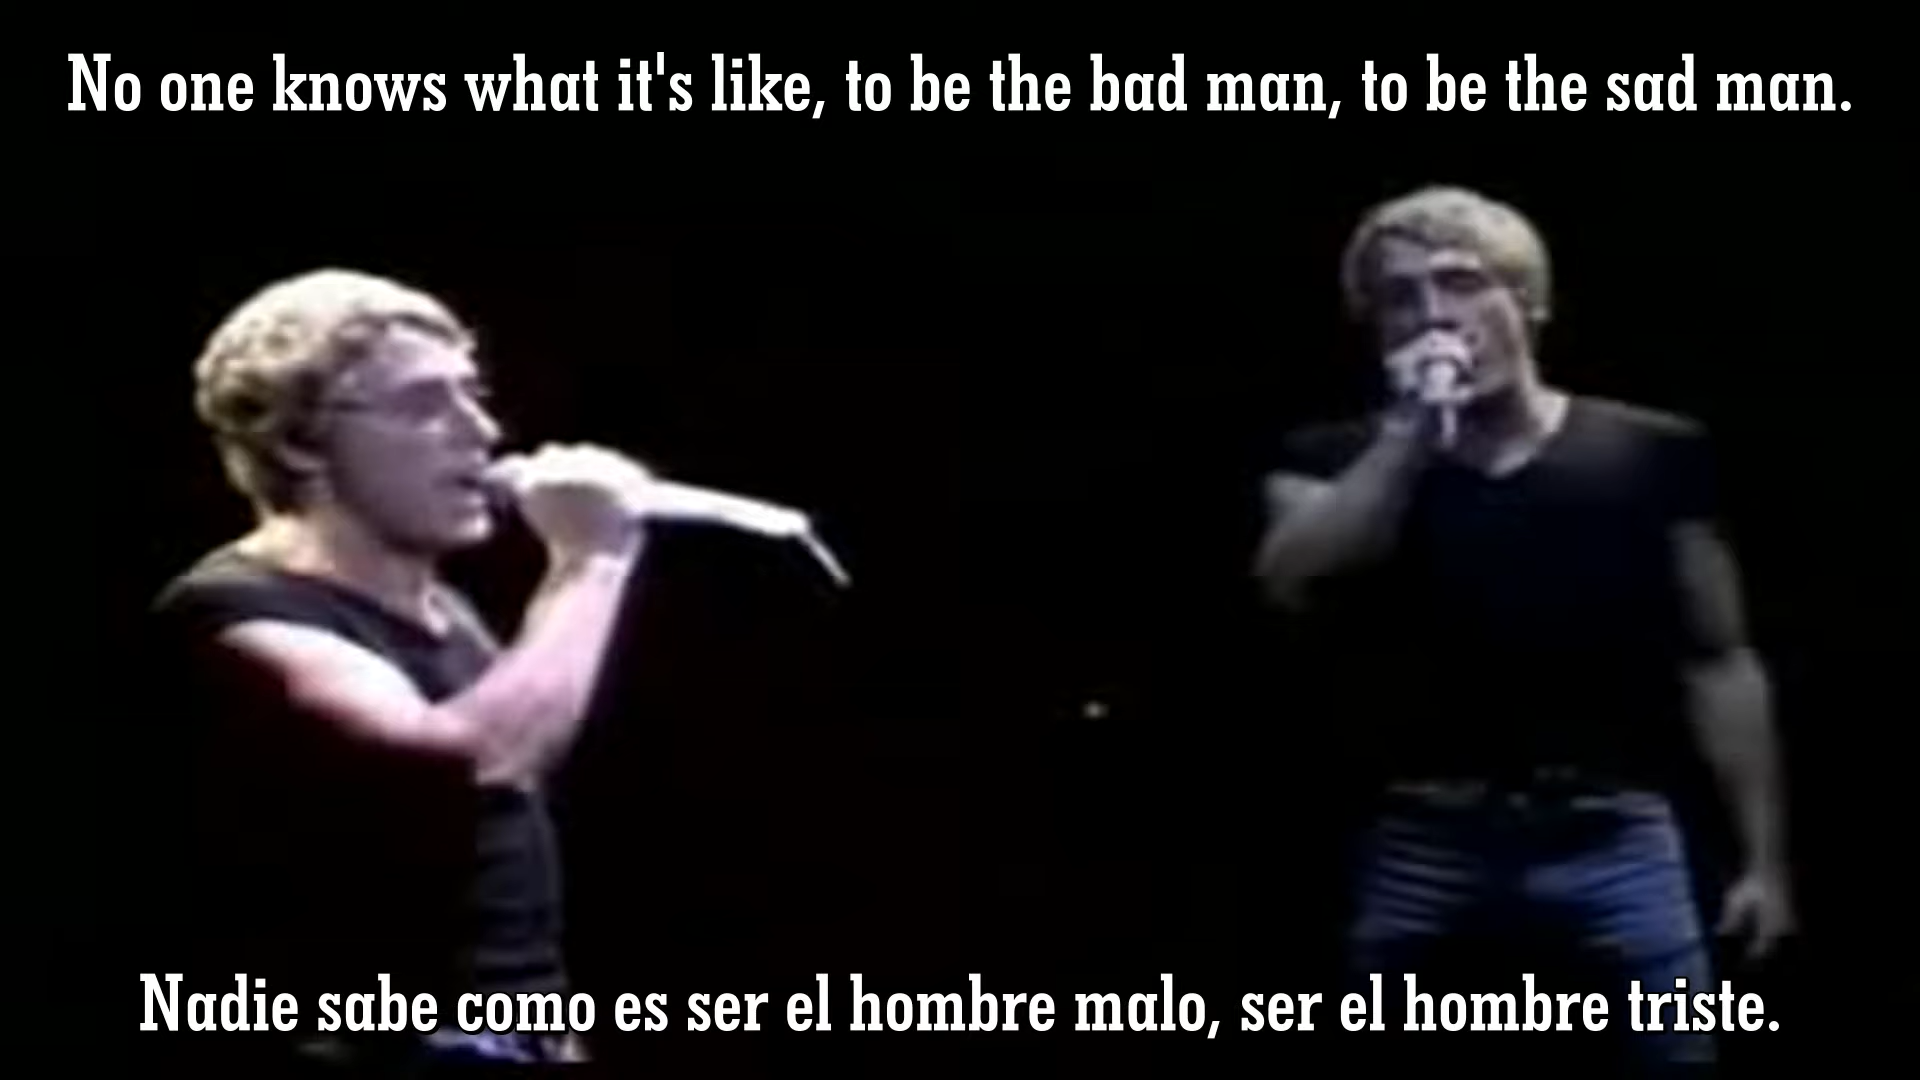 No one knows what it's like, to be the bad man, to be the sad man.
Nadie sabe como es ser el hombre malo, ser el hombre triste.